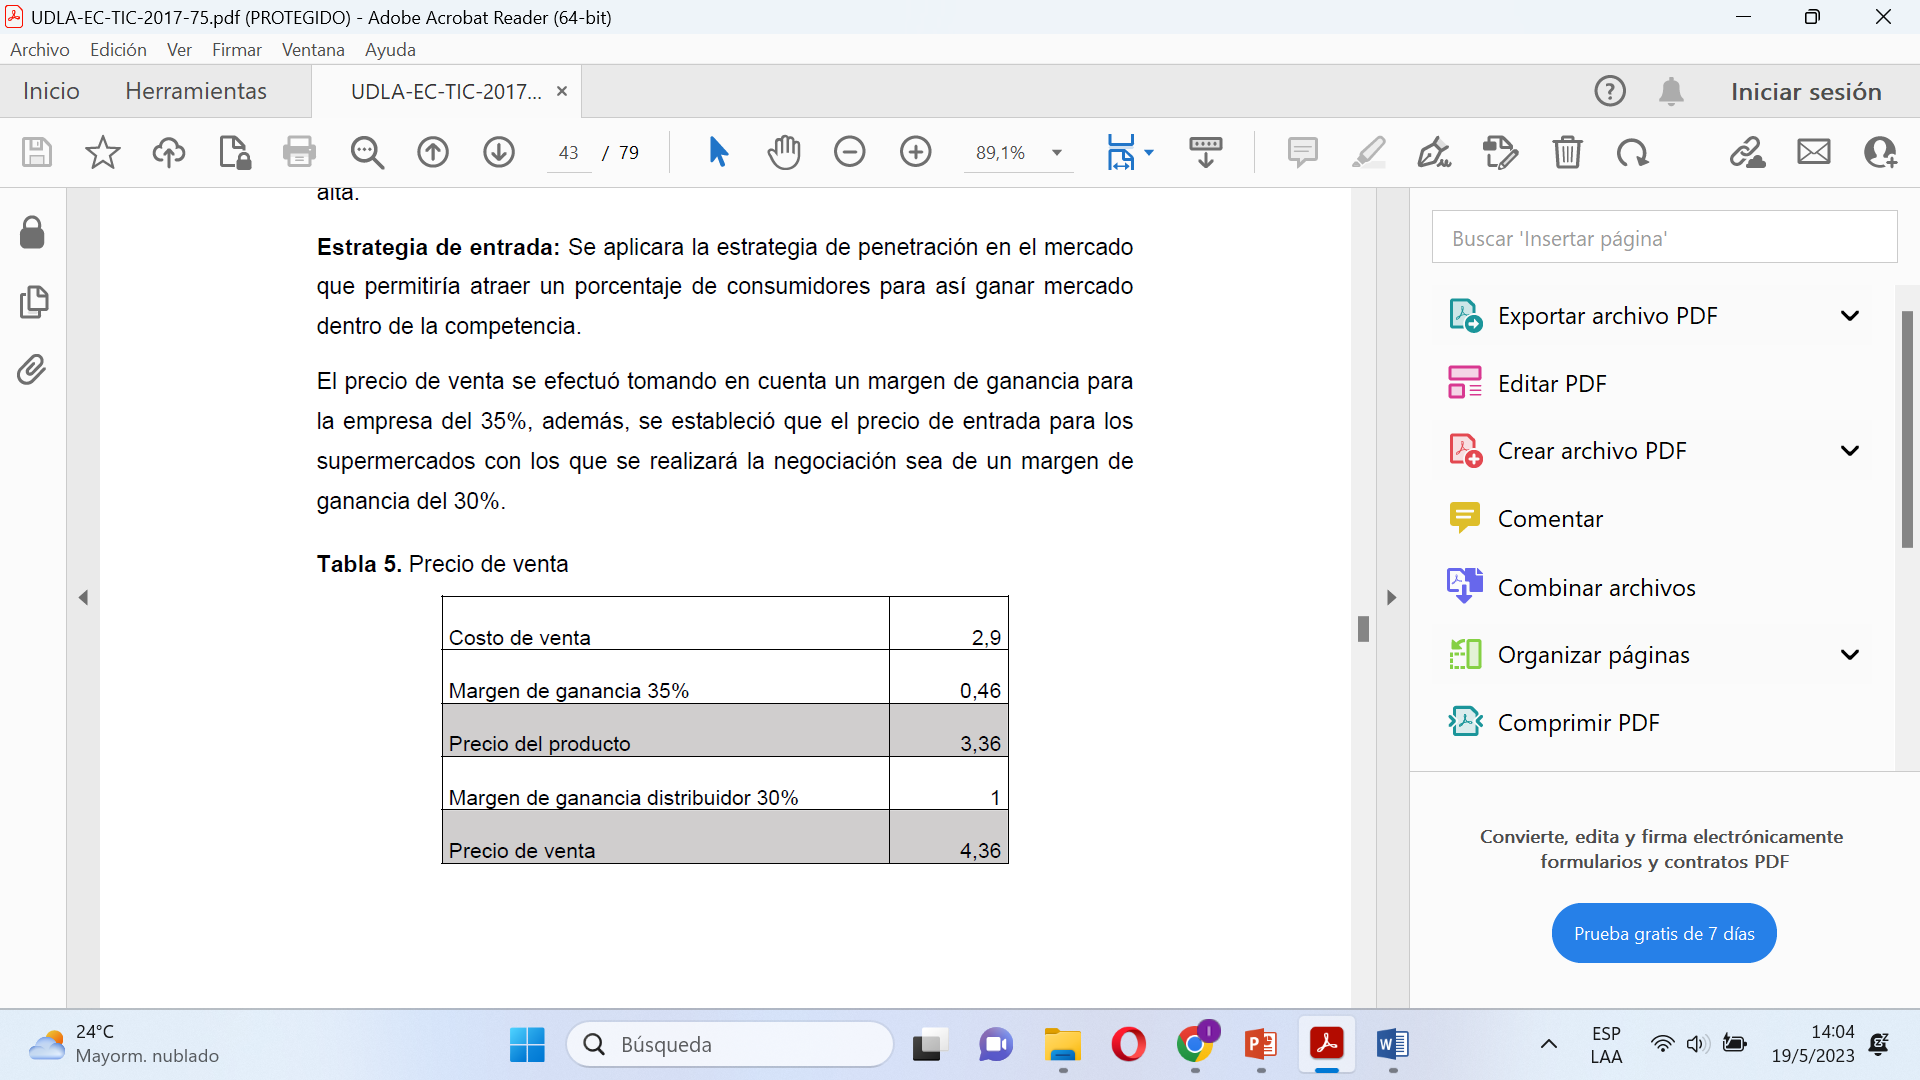 UDLA-EC-TIC-2017-75.pdf (PROTEGIDO) - Adobe Acrobat Reader (64-bit)
Archivo Edición Ver Firmar Ventana Ayuda
Inicio Herramientas UDLA-EC-TIC-2017... × Iniciar sesión
43 / 79 89,1%
alta.
Estrategia de entrada: Se aplicara la estrategia de penetración en el mercado
que permitiría atraer un porcentaje de consumidores para así ganar mercado
dentro de la competencia.
El precio de venta se efectuó tomando en cuenta un margen de ganancia para
la empresa del 35%, además, se estableció que el precio de entrada para los
supermercados con los que se realizará la negociación sea de un margen de
ganancia del 30%.
Tabla 5. Precio de venta
Costo de venta 2,9
Margen de ganancia 35% 0,46
Precio del producto 3,36
Margen de ganancia distribuidor 30% 1
Precio de venta 4,36
Buscar 'Insertar página'
Exportar archivo PDF
Editar PDF
Crear archivo PDF
Comentar
Combinar archivos
Organizar páginas
Comprimir PDF
Convierte, edita y firma electrónicamente
formularios y contratos PDF
Prueba gratis de 7 días
24°C
Mayorm. nublado
Búsqueda
I
ESP
LAA
14:04
19/5/2023